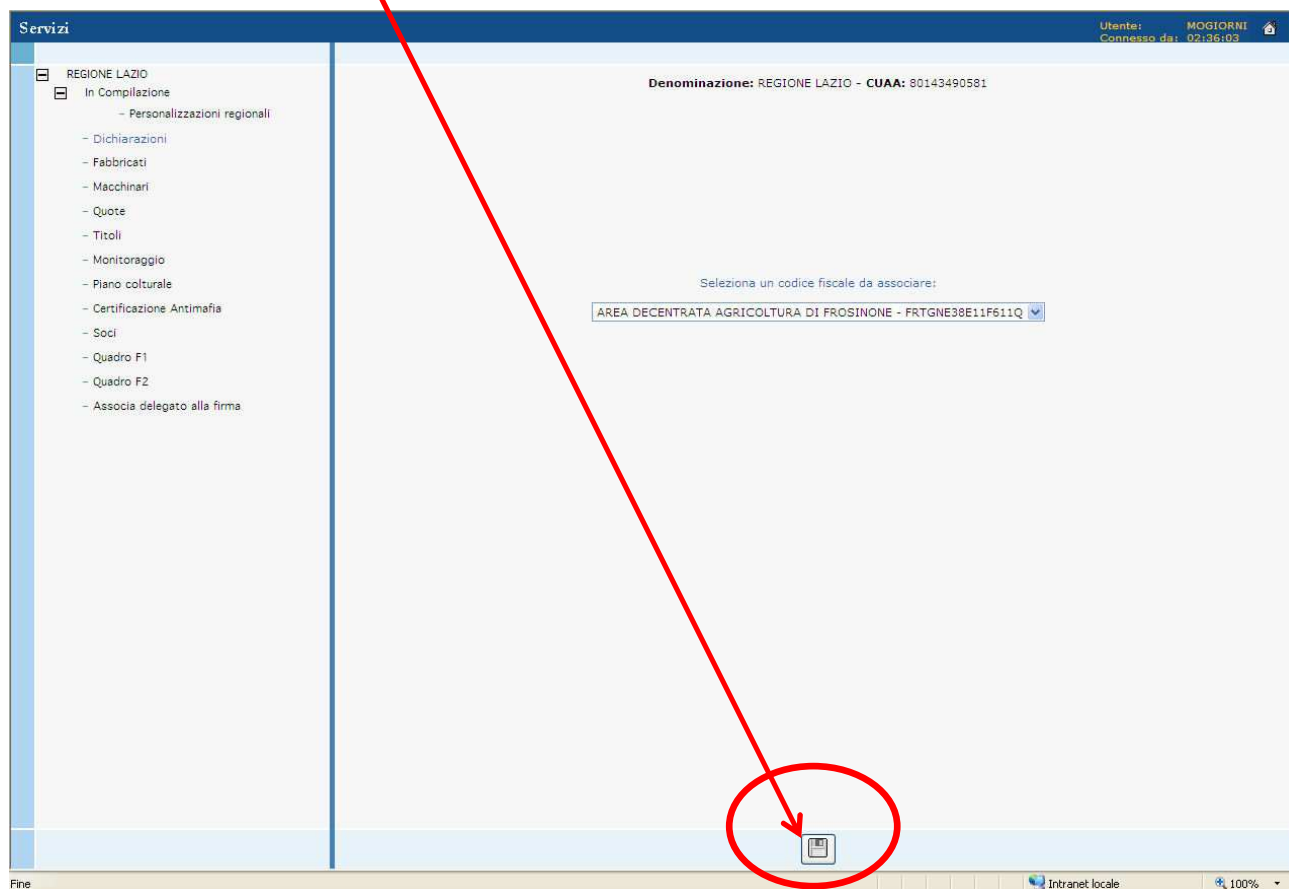 Servizi
Utente: MOGIORNI
Connesso da: 02:36:03
REGIONE LAZIO
In Compilazione
- Personalizzazioni regionali
- Dichiarazioni
- Fabbricati
- Macchinari
- Quote
- Titoli
- Monitoraggio
- Piano colturale
- Certificazione Antimafia
- Soci
- Quadro F1
- Quadro F2
- Associa delegato alla firma
Denominazione: REGIONE LAZIO - CUAA: 80143490581
Seleziona un codice fiscale da associare:
AREA DECENTRATA AGRICOLTURA DI FROSINONE - FRTGNE38E11F611Q
Fine
Intranet locale
100%